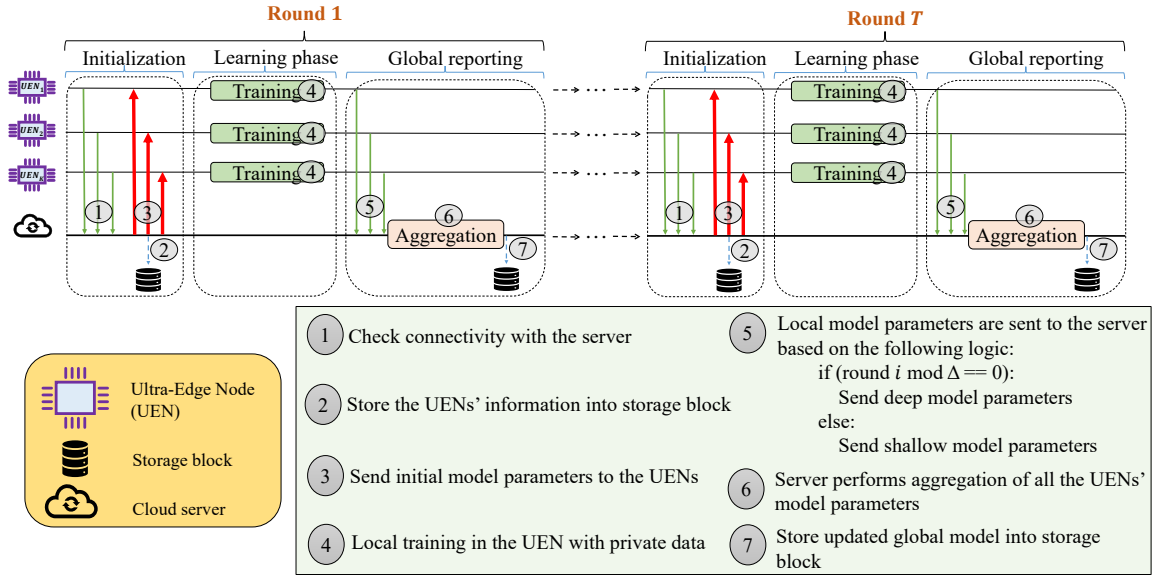 Round 1
Round T
Initialization
Learning phase
Global reporting
Initialization
Learning phase
Global reporting
UEN1
Training 4
Training 4
UEN2
Training 4
Training 4
UENK
Training 4
Training 4
1
3
5
6
Aggregation
2
7
1
3
5
6
Aggregation
2
7
Ultra-Edge Node
(UEN)
Storage block
Cloud server
1 Check connectivity with the server
2 Store the UENs' information into storage block
3 Send initial model parameters to the UENs
4 Local training in the UEN with private data
5 Local model parameters are sent to the server
based on the following logic:
if (round i mod Δ == 0):
Send deep model parameters
else:
Send shallow model parameters
6 Server performs aggregation of all the UENs'
model parameters
7 Store updated global model into storage
block